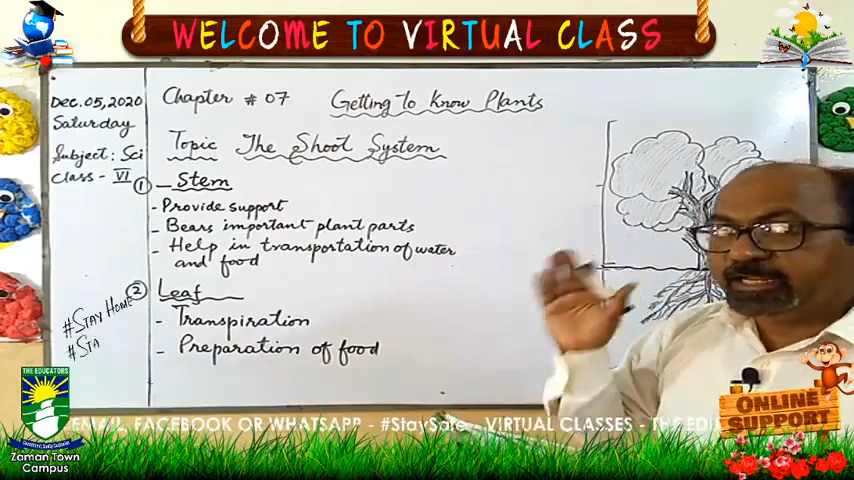 WELCOME TO VIRTUAL CLASS
Dec. 05, 2020
Saturday
Subject: Sci
Class - VI
Chapter # 07 Getting To Know Plants
Topic The Shoot System
① - Stem
- Provide support
- Bears important plant parts
- Help in transportation of water
and food
② Leaf
- Transpiration
- Preparation of food
#STAY HOME
#STA
THE EDUCATORS
Zaman Town
Campus
EMAIL, FACEBOOK OR WHATSAPP - #StaySafe - VIRTUAL CLASSES - THE EDU
ONLINE
SUPPORT